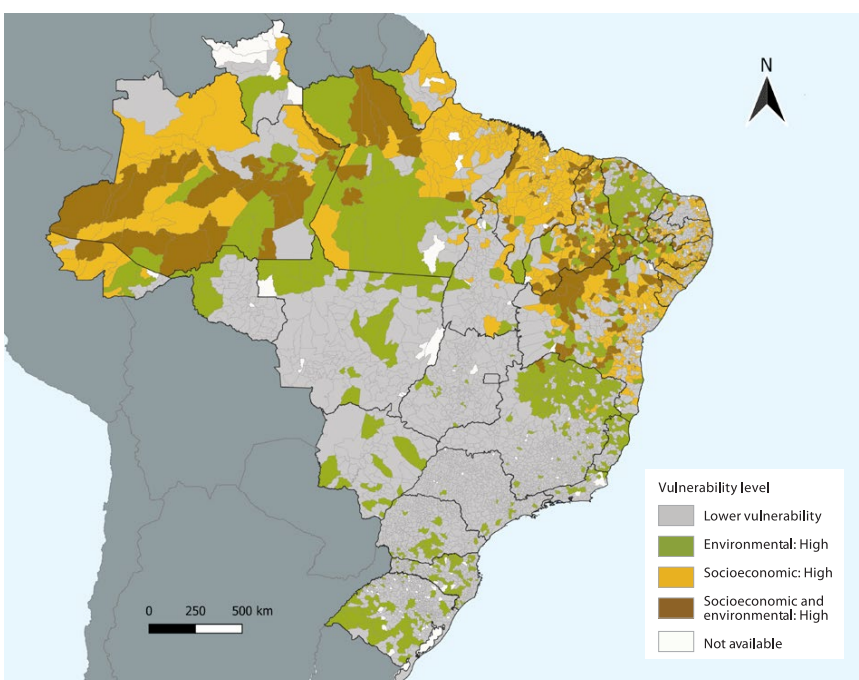 N
Vulnerability level
Lower vulnerability
Environmental: High
Socioeconomic: High
Socioeconomic and
environmental: High
Not available
0 250 500 km